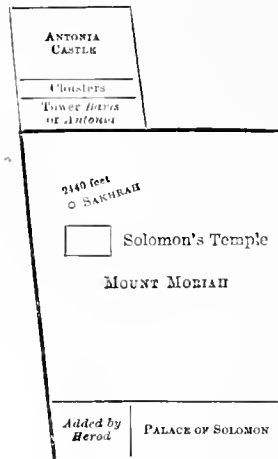 ANTONIA
CASTLE
Cloisters
Tower Baris
or Antonia
2440 feet
SAKHRAH
Solomon's Temple
MOUNT MORIAH
Added by
Herod
PALACE OF SOLOMON